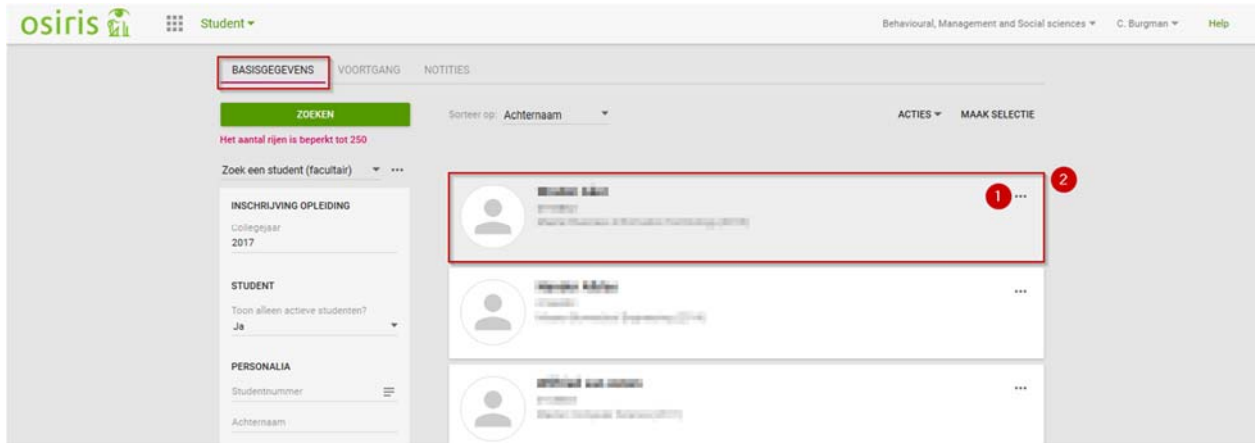 osiris Student Behavioural, Management and Social sciences C. Burgman Help
BASISGEGEVENS VOORTGANG NOTITIES
ZOEKEN Sorteer op: Achternaam ACTIES MAAK SELECTIE
Het aantal rijen is beperkt tot 250
Zoek een student (facultair)
1 2
INSCHRIJVING OPLEIDING
Collegejaar
2017
STUDENT
Toon alleen actieve studenten?
Ja
PERSONALIA
Studentnummer
Achternaam